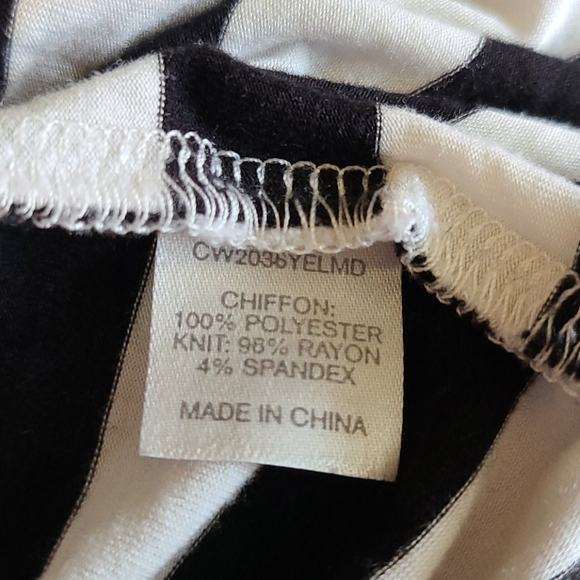 CW2036YELMD
CHIFFON:
100% POLYESTER
KNIT: 96% RAYON
4% SPANDEX
MADE IN CHINA